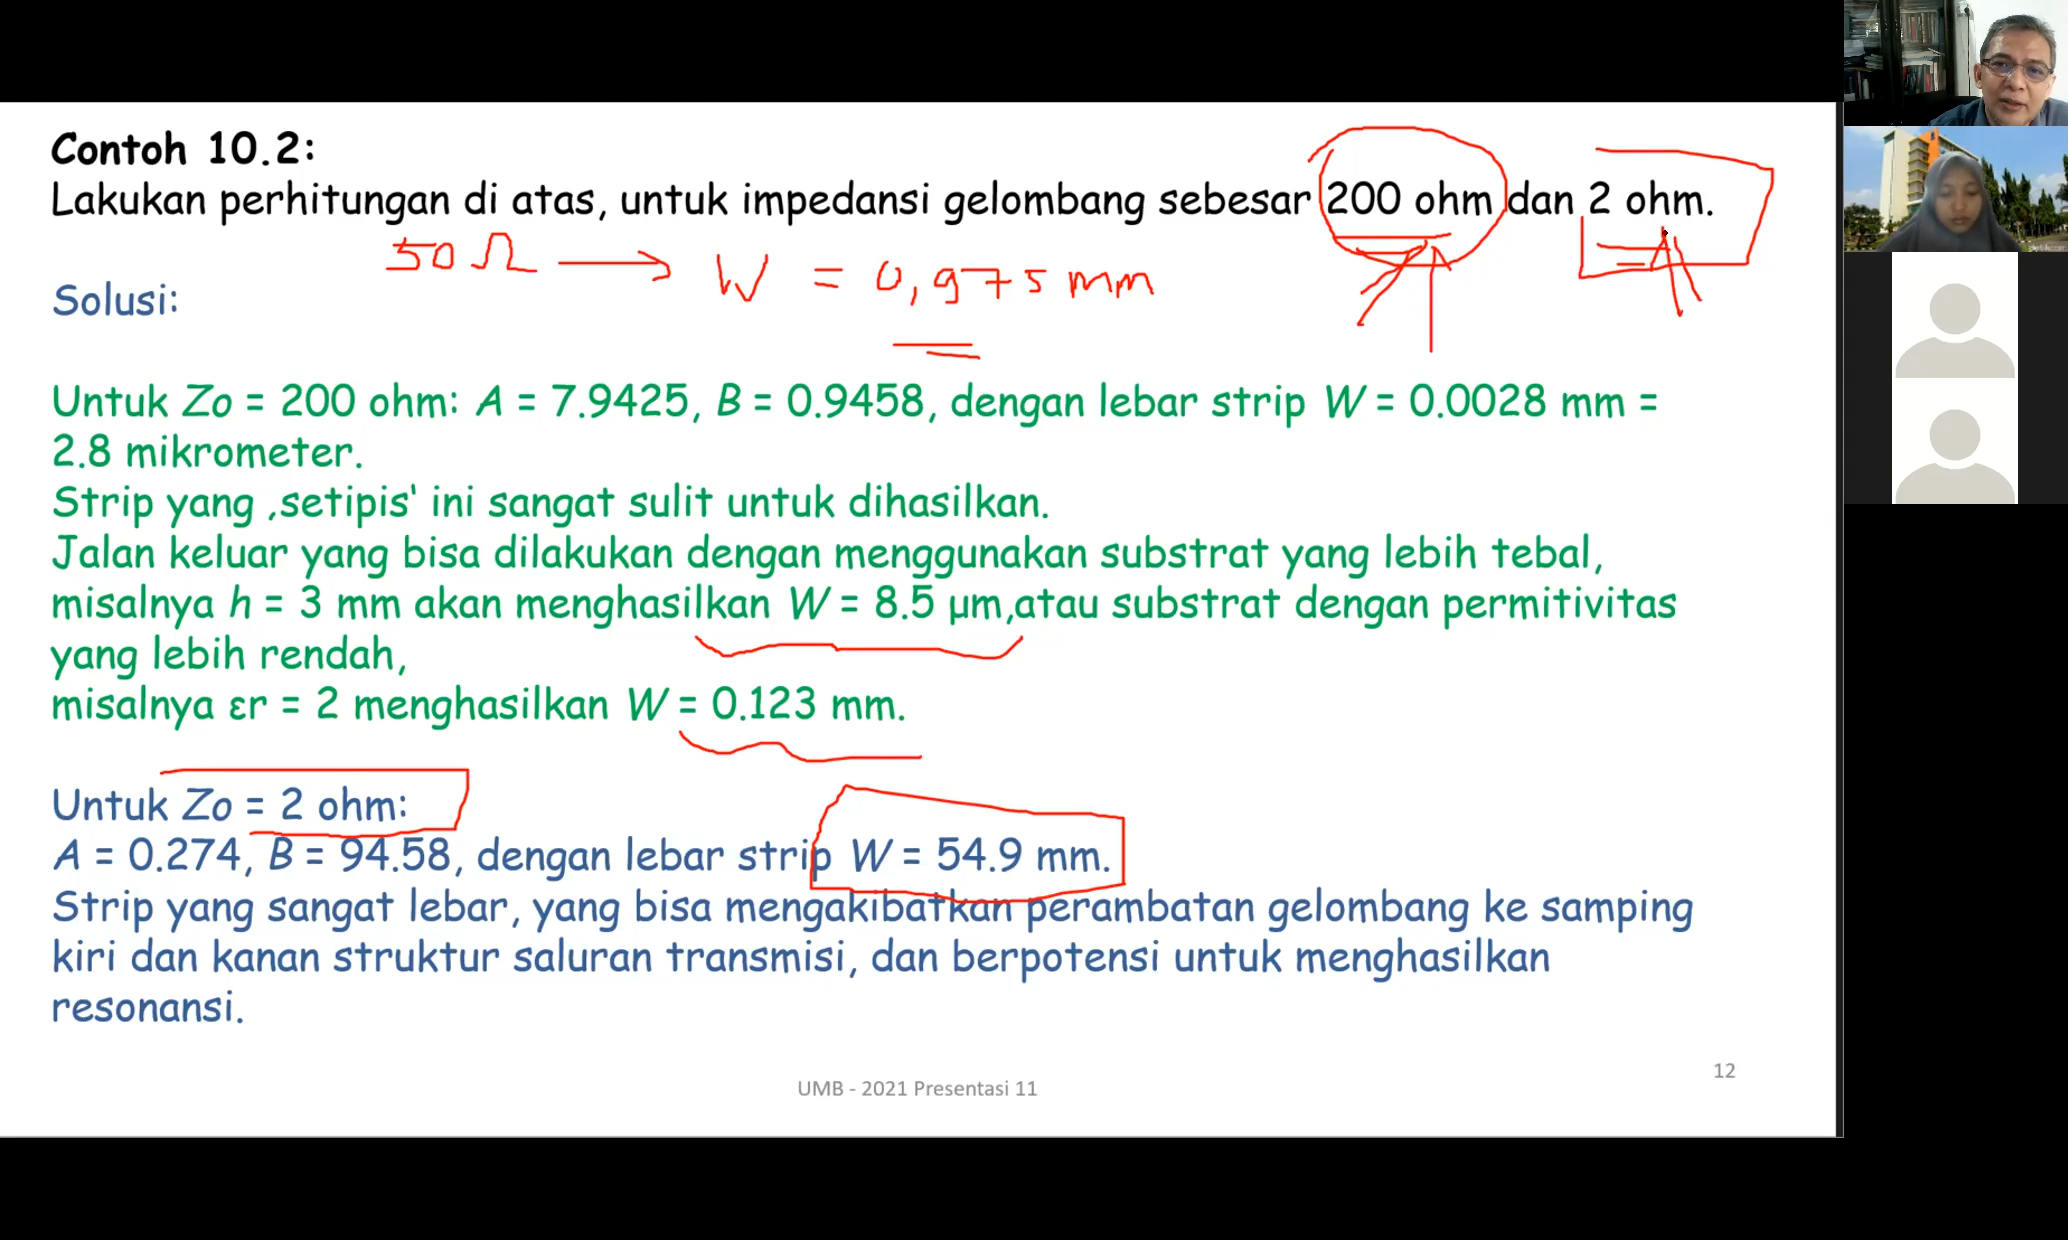 Contoh 10.2:
Lakukan perhitungan di atas, untuk impedansi gelombang sebesar 200 ohm dan 2 ohm.
50 Ω → W = 0,975 mm
Solusi:
Untuk Zo = 200 ohm: A = 7.9425, B = 0.9458, dengan lebar strip W = 0.0028 mm =
2.8 mikrometer.
Strip yang ‚setipis' ini sangat sulit untuk dihasilkan.
Jalan keluar yang bisa dilakukan dengan menggunakan substrat yang lebih tebal,
misalnya h = 3 mm akan menghasilkan W = 8.5 µm,atau substrat dengan permitivitas
yang lebih rendah,
misalnya εr = 2 menghasilkan W = 0.123 mm.
Untuk Zo = 2 ohm:
A = 0.274, B = 94.58, dengan lebar strip W = 54.9 mm.
Strip yang sangat lebar, yang bisa mengakibatkan perambatan gelombang ke samping
kiri dan kanan struktur saluran transmisi, dan berpotensi untuk menghasilkan
resonansi.
12
UMB - 2021 Presentasi 11